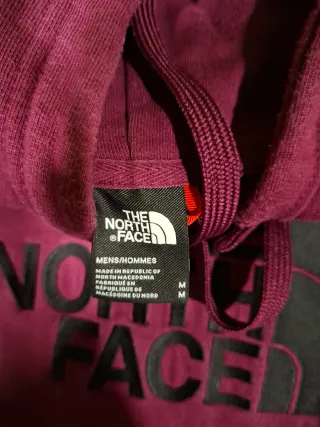 THE
NORTH
®FACE
MENS/HOMMES
MADE IN REPUBLIC OF
NORTH MACEDONIA
FABRIQUÉ EN M
RÉPUBLIQUE DE
MACÉDOINE DU NORD M
NORTH
FACE